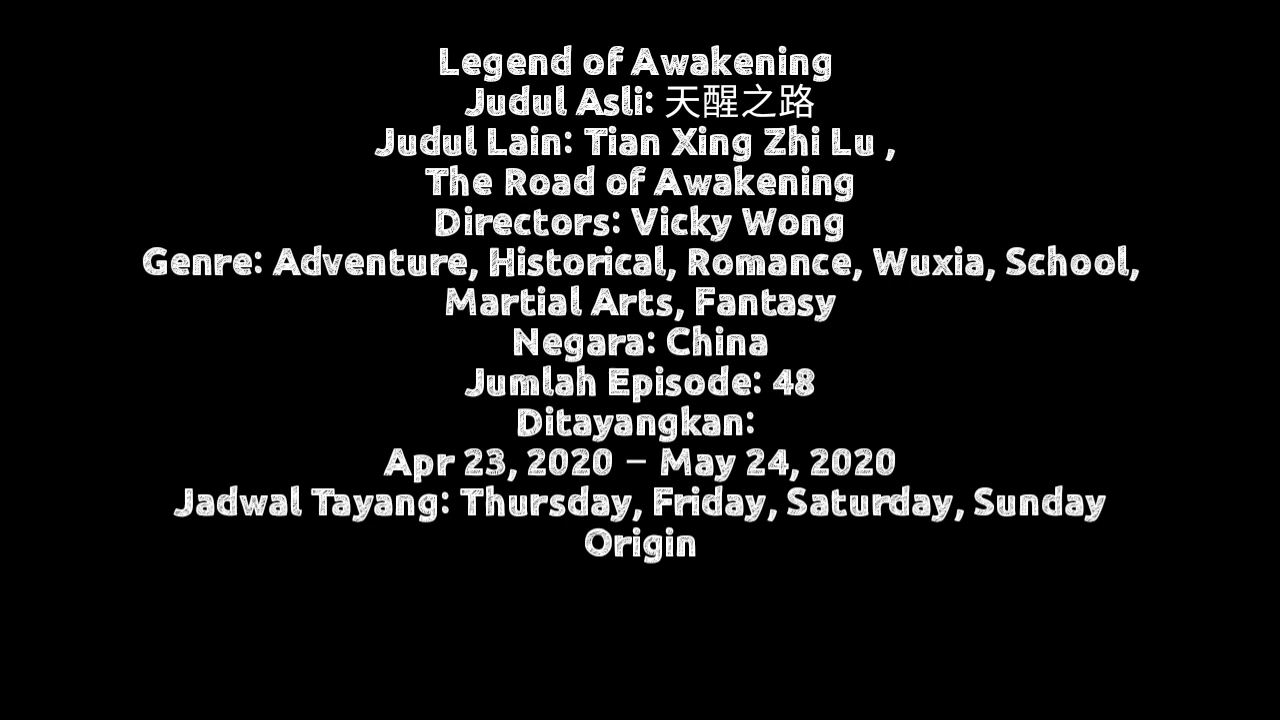 Legend of Awakening
Judul Asli: 天醒之路
Judul Lain: Tian Xing Zhi Lu ,
The Road of Awakening
Directors: Vicky Wong
Genre: Adventure, Historical, Romance, Wuxia, School,
Martial Arts, Fantasy
Negara: China
Jumlah Episode: 48
Ditayangkan:
Apr 23, 2020 – May 24, 2020
Jadwal Tayang: Thursday, Friday, Saturday, Sunday
Origin